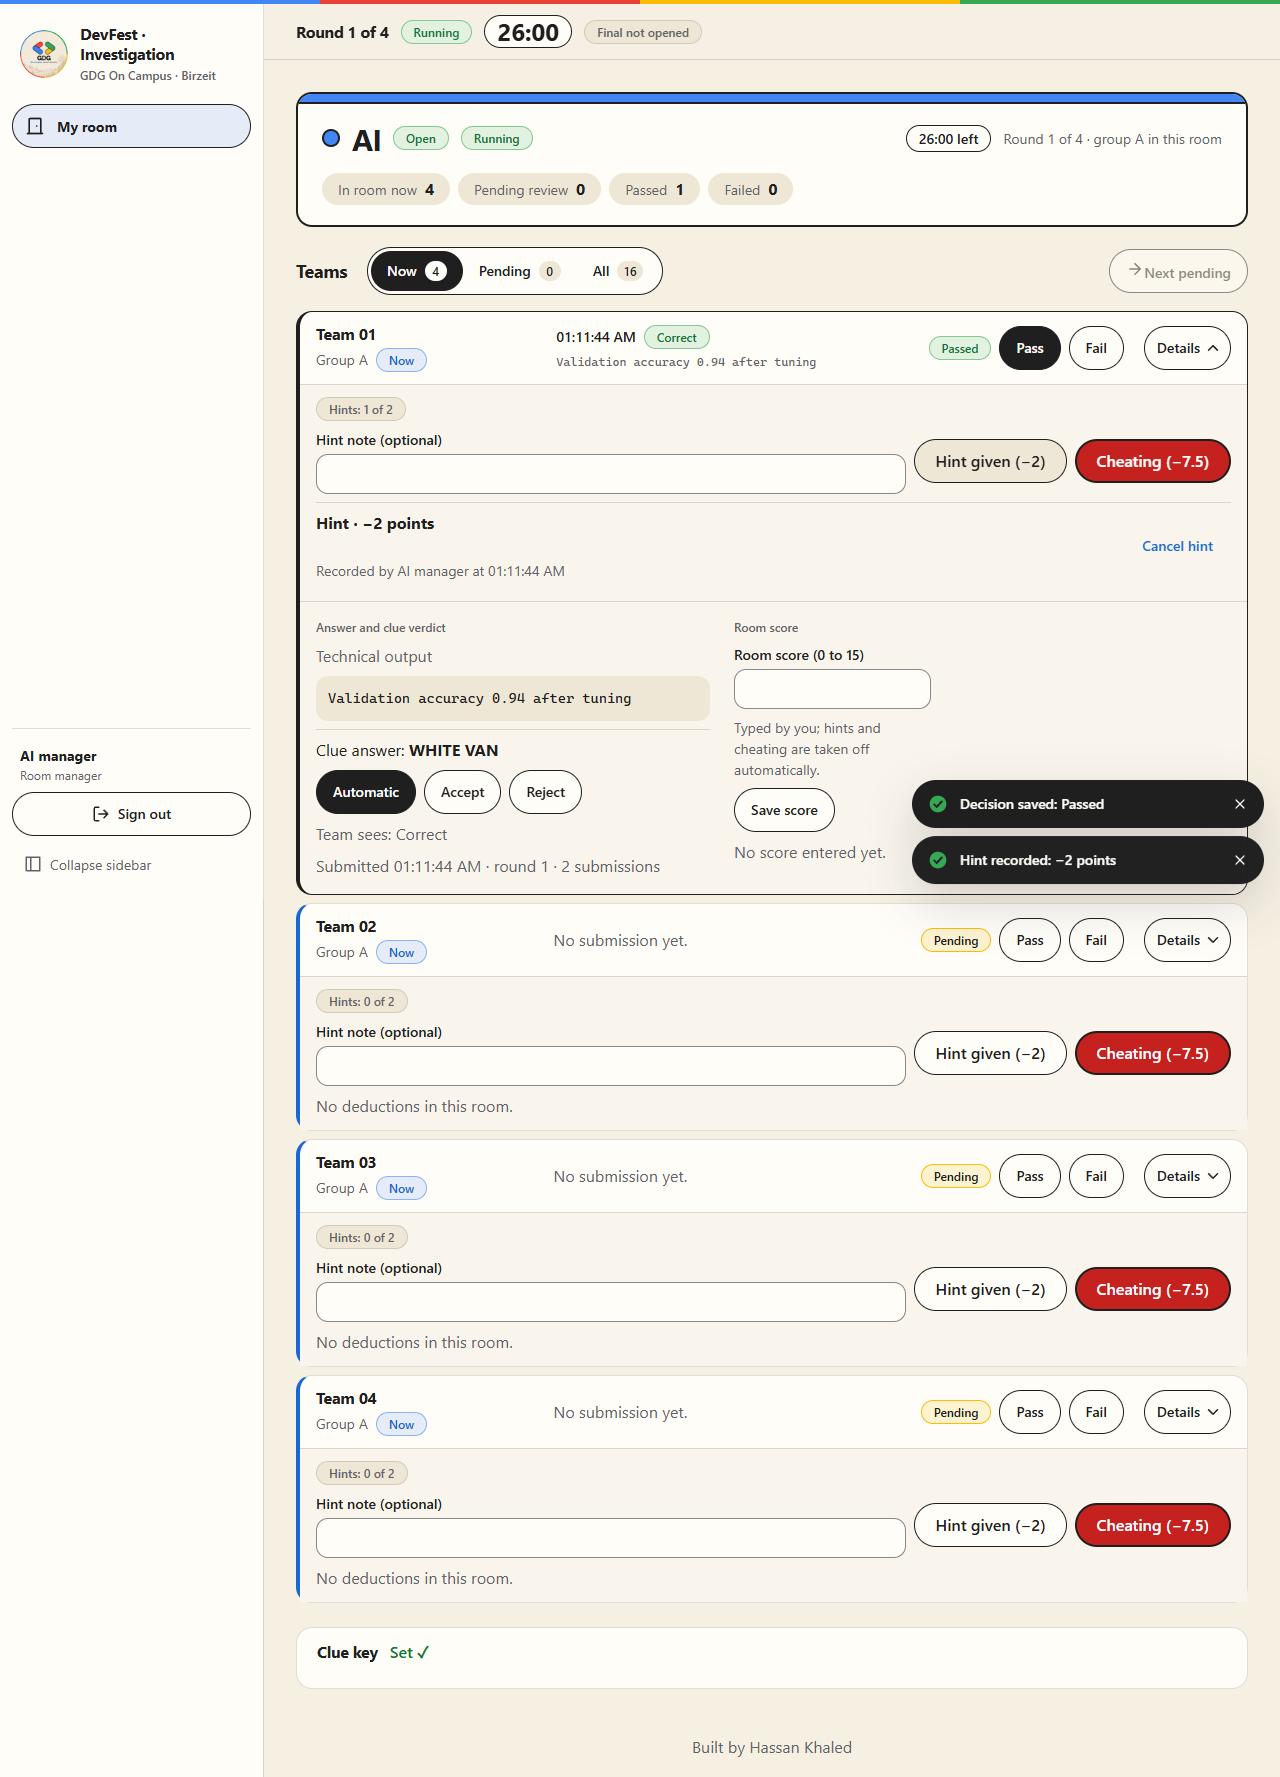 DevFest ·
Investigation
GDG On Campus · Birzeit
GDG
My room
AI manager
Room manager
Sign out
Collapse sidebar
Round 1 of 4 Running 26:00 Final not opened
AI Open Running 26:00 left Round 1 of 4 · group A in this room
In room now 4 Pending review 0 Passed 1 Failed 0
Teams Now 4 Pending 0 All 16 Next pending
Team 01
Group A Now
01:11:44 AM Correct
Validation accuracy 0.94 after tuning
Passed Pass Fail Details
Hints: 1 of 2
Hint note (optional)
Hint given (−2) Cheating (−7.5)
Hint · −2 points
Cancel hint
Recorded by AI manager at 01:11:44 AM
Answer and clue verdict
Technical output
Validation accuracy 0.94 after tuning
Clue answer: WHITE VAN
Automatic Accept Reject
Team sees: Correct
Submitted 01:11:44 AM · round 1 · 2 submissions
Room score
Room score (0 to 15)
Typed by you; hints and
cheating are taken off
automatically.
Save score
No score entered yet.
Decision saved: Passed
Hint recorded: −2 points
Team 02
Group A Now
No submission yet.
Pending Pass Fail Details
Hints: 0 of 2
Hint note (optional)
Hint given (−2) Cheating (−7.5)
No deductions in this room.
Team 03
Group A Now
No submission yet.
Pending Pass Fail Details
Hints: 0 of 2
Hint note (optional)
Hint given (−2) Cheating (−7.5)
No deductions in this room.
Team 04
Group A Now
No submission yet.
Pending Pass Fail Details
Hints: 0 of 2
Hint note (optional)
Hint given (−2) Cheating (−7.5)
No deductions in this room.
Clue key Set ✓
Built by Hassan Khaled